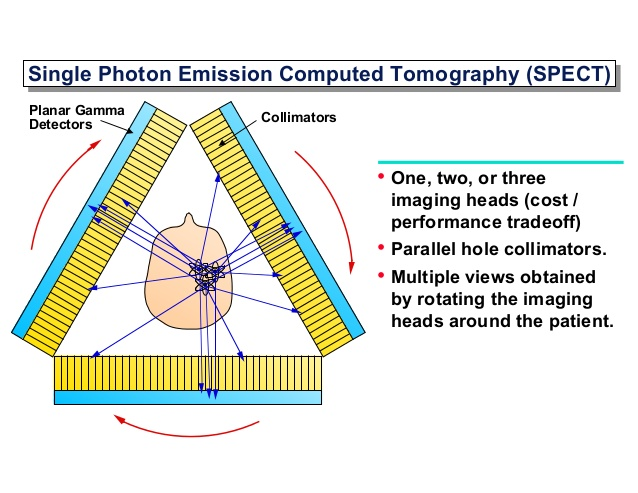 Single Photon Emission Computed Tomography (SPECT)
Planar Gamma
Detectors
Collimators
• One, two, or three
imaging heads (cost /
performance tradeoff)
• Parallel hole collimators.
• Multiple views obtained
by rotating the imaging
heads around the patient.